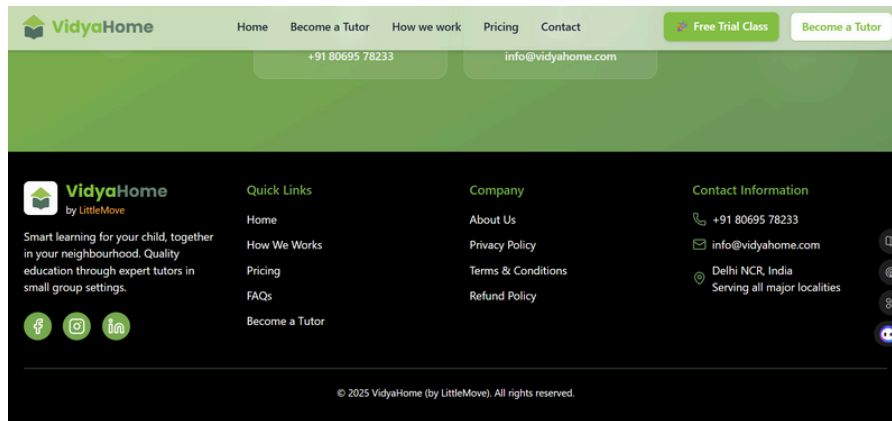 VidyaHome
Home Become a Tutor How we work Pricing Contact
Free Trial Class
Become a Tutor
+91 80695 78233
info@vidyahome.com
VidyaHome
by LittleMove
Smart learning for your child, together
in your neighbourhood. Quality
education through expert tutors in
small group settings.
Quick Links
Home
How We Works
Pricing
FAQs
Become a Tutor
Company
About Us
Privacy Policy
Terms & Conditions
Refund Policy
Contact Information
+91 80695 78233
info@vidyahome.com
Delhi NCR, India
Serving all major localities
© 2025 VidyaHome (by LittleMove). All rights reserved.